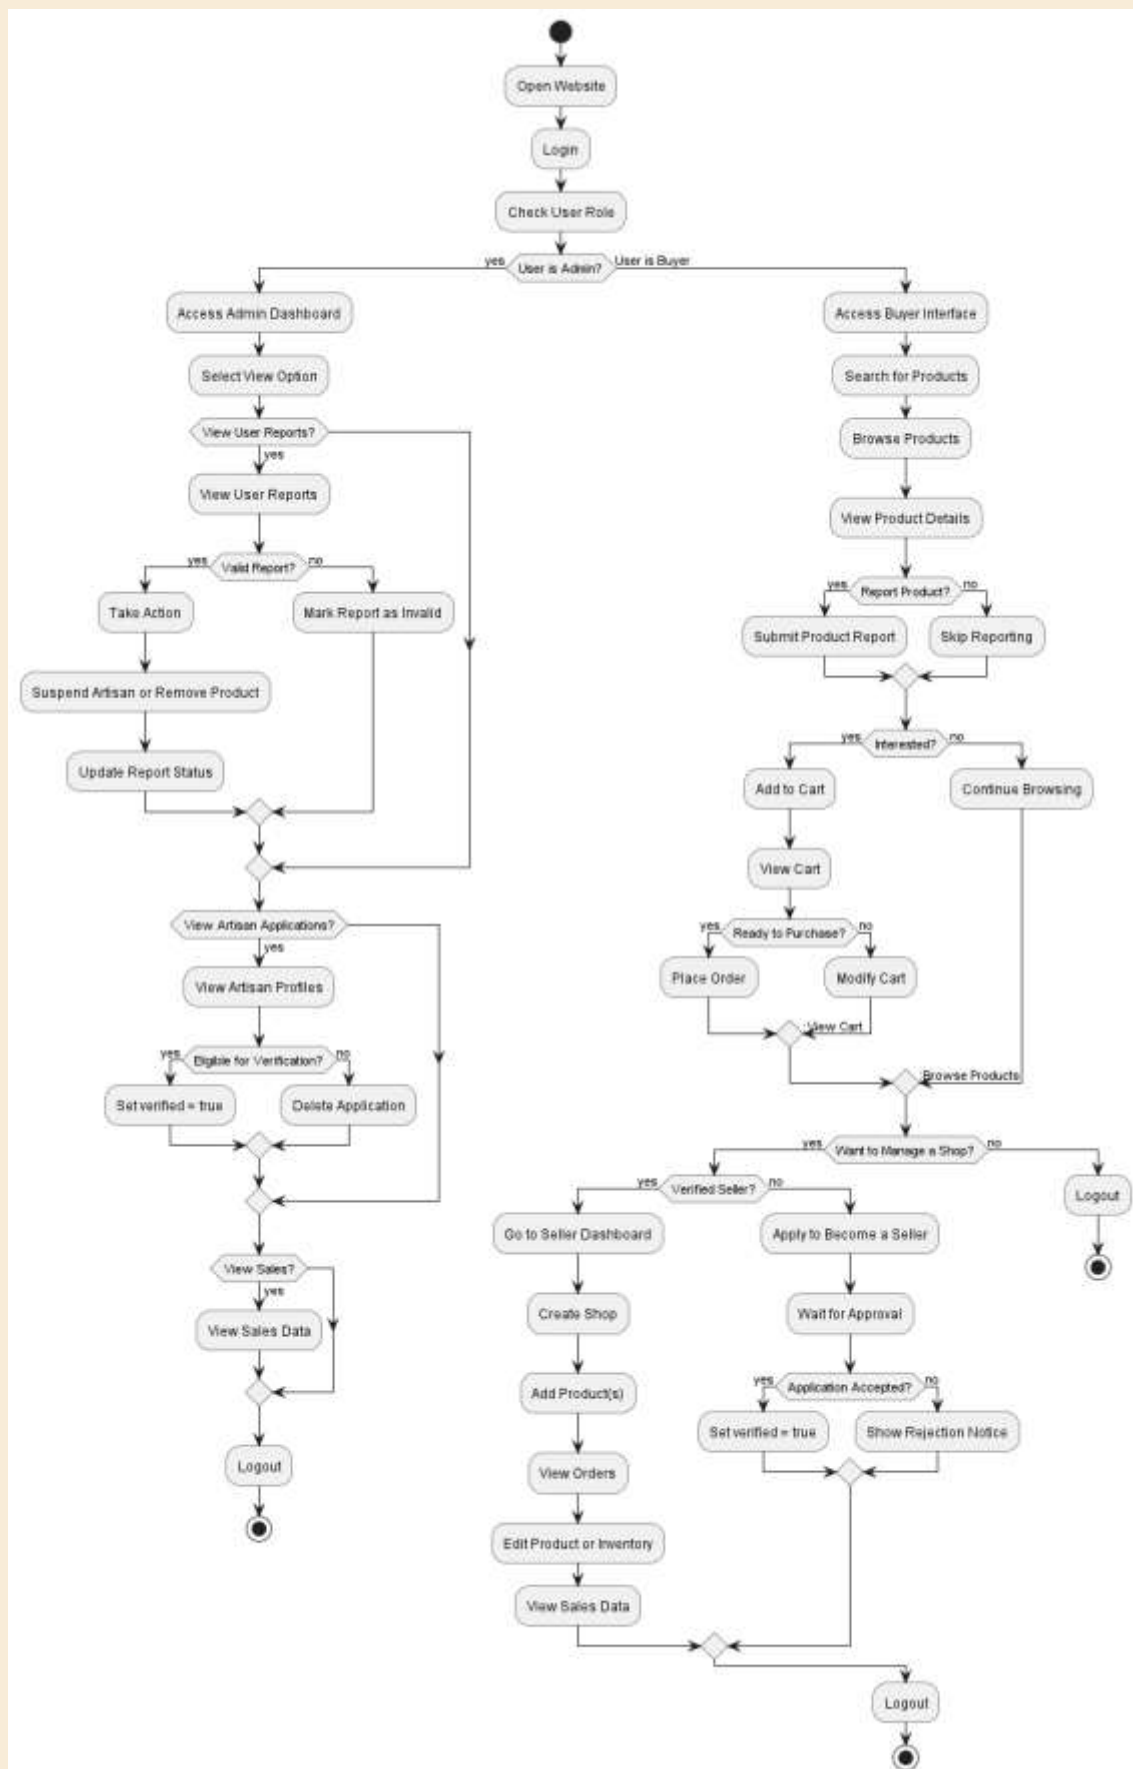 Open Website
Login
Check User Role
yes
User is Admin?
User is Buyer
Access Admin Dashboard
Select View Option
View User Reports?
yes
View User Reports
yes
Valid Report?
no
Take Action
Mark Report as Invalid
Suspend Artisan or Remove Product
Update Report Status
View Artisan Applications?
yes
View Artisan Profiles
yes
Eligible for Verification?
no
Set verified = true
Delete Application
View Sales?
yes
View Sales Data
Logout
Access Buyer Interface
Search for Products
Browse Products
View Product Details
yes
Report Product?
no
Submit Product Report
Skip Reporting
yes
Interested?
no
Add to Cart
Continue Browsing
View Cart
yes
Ready to Purchase?
no
Place Order
Modify Cart
View Cart
Browse Products
yes
Want to Manage a Shop?
no
yes
Verified Seller?
no
Logout
Go to Seller Dashboard
Apply to Become a Seller
Create Shop
Wait for Approval
Add Product(s)
yes
Application Accepted?
no
Set verified = true
Show Rejection Notice
View Orders
Edit Product or Inventory
View Sales Data
Logout